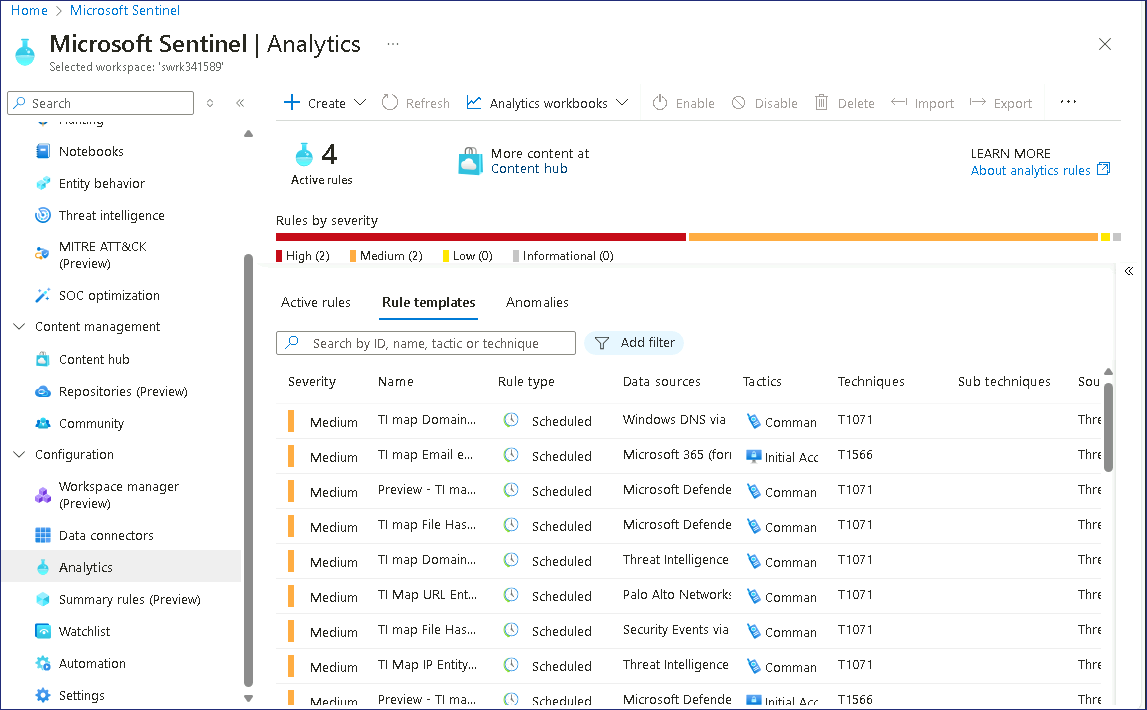 Home > Microsoft Sentinel
Microsoft Sentinel | Analytics ...
Selected workspace: 'swrk341589'
Search
Hunting
Notebooks
Entity behavior
Threat intelligence
MITRE ATT&CK
(Preview)
SOC optimization
Content management
Content hub
Repositories (Preview)
Community
Configuration
Workspace manager
(Preview)
Data connectors
Analytics
Summary rules (Preview)
Watchlist
Automation
Settings
Create Refresh Analytics workbooks Enable Disable Delete Import Export ...
4
Active rules
More content at
Content hub
LEARN MORE
About analytics rules
Rules by severity
High (2) Medium (2) Low (0) Informational (0)
Active rules Rule templates Anomalies
Search by ID, name, tactic or technique Add filter
Severity Name Rule type Data sources Tactics Techniques Sub techniques Sou
Medium TI map Domain... Scheduled Windows DNS via Comman T1071 Thre
Medium TI map Email e... Scheduled Microsoft 365 (for Initial Acc T1566 Thre
Medium Preview - TI ma... Scheduled Microsoft Defende Comman T1071 Thre
Medium TI map File Has... Scheduled Microsoft Defende Comman T1071 Thre
Medium TI map Domain... Scheduled Threat Intelligence Comman T1071 Thre
Medium TI Map URL Ent... Scheduled Palo Alto Networks Comman T1071 Thre
Medium TI map File Has... Scheduled Security Events via Comman T1071 Thre
Medium TI Map IP Entity... Scheduled Threat Intelligence Comman T1071 Thre
Medium Preview - TI ma... Scheduled Microsoft Defende Initial Acc T1566 Thre